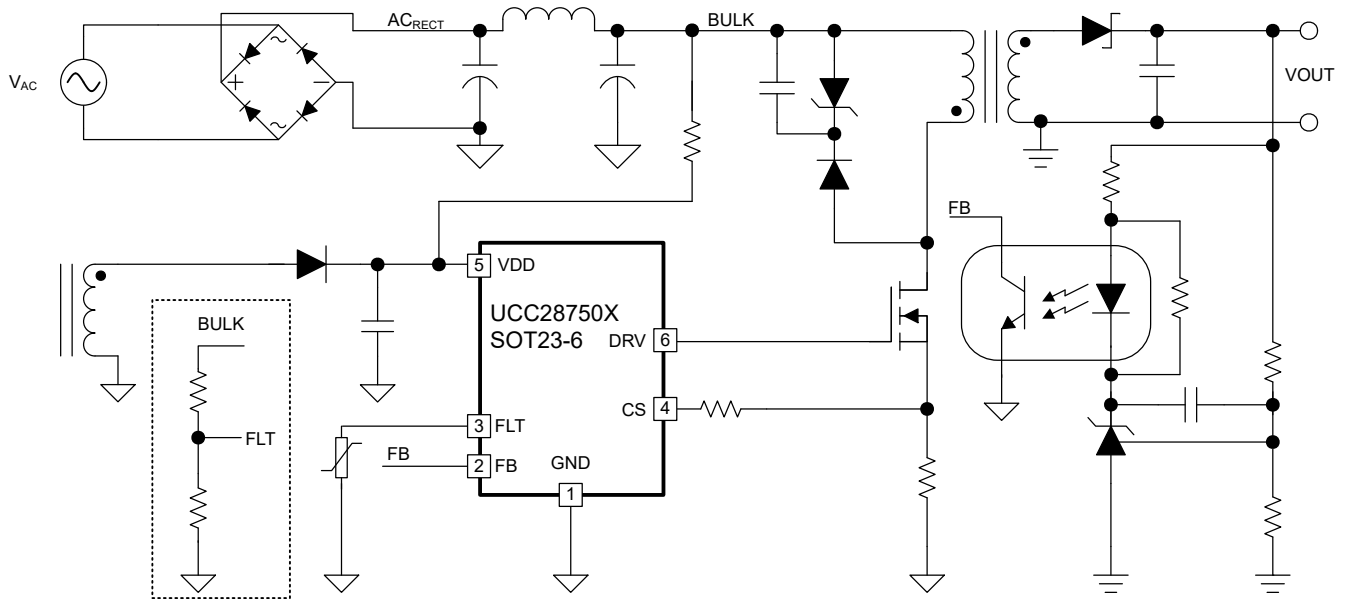 AC_RECT
BULK
V_AC
VOUT
FB
5
VDD
UCC28750X
SOT23-6
BULK
DRV
6
CS
4
3
FLT
FLT
FB
2
FB
GND
1